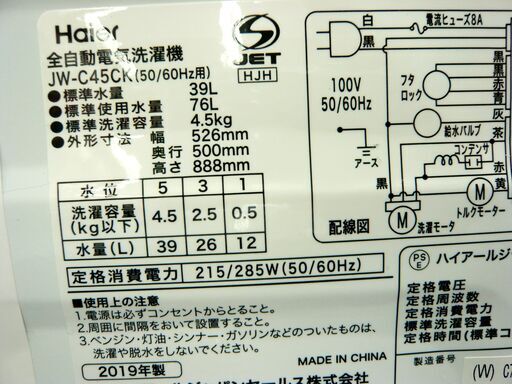 Haier
全自動電気洗濯機
JW-C45CK(50/60Hz用)
S
JET
HJH
●標準水量 39L
●標準使用水量 76L
●標準洗濯容量 4.5kg
●外形寸法 幅 526mm
奥行 500mm
高さ 888mm
水位 5 3 1
洗濯容量(kg以下) 4.5 2.5 0.5
水量(L) 39 26 12
定格消費電力 215/285W(50/60Hz)
■使用上の注意
1.電源は必ずコンセントからとること。
2.周囲に間隔をおいて設置すること。
3.ベンジン・灯油・シンナー・ガソリンなどのついたものは、
洗濯や脱水をしないでください。
MADE IN CHINA
2019年製
白
電流ヒューズ8A
黒
100V
50/60Hz
フタロック
黒
黒
赤
青
灰
給水バルブ
茶
コンデンサ
アース
黒
赤
黄
M
洗濯モータ
M
トルクモーター
配線図
PS
E
ハイアールジ
定格電圧
定格周波数
定格消費電力
標準洗濯容量
定格時間(標準コ
製造番号
(W) C7